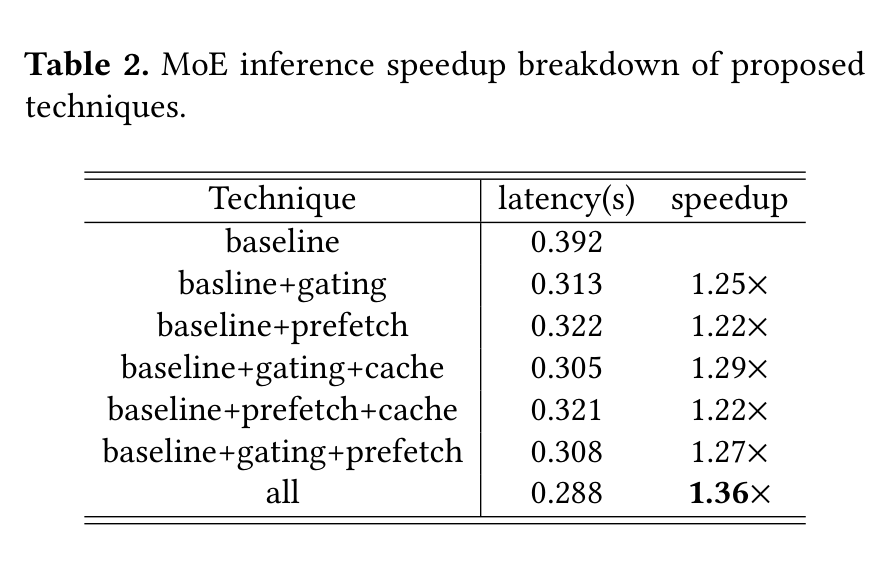 Table 2. MoE inference speedup breakdown of proposed
techniques.
Technique latency(s) speedup
baseline 0.392
basline+gating 0.313 1.25×
baseline+prefetch 0.322 1.22×
baseline+gating+cache 0.305 1.29×
baseline+prefetch+cache 0.321 1.22×
baseline+gating+prefetch 0.308 1.27×
all 0.288 1.36×